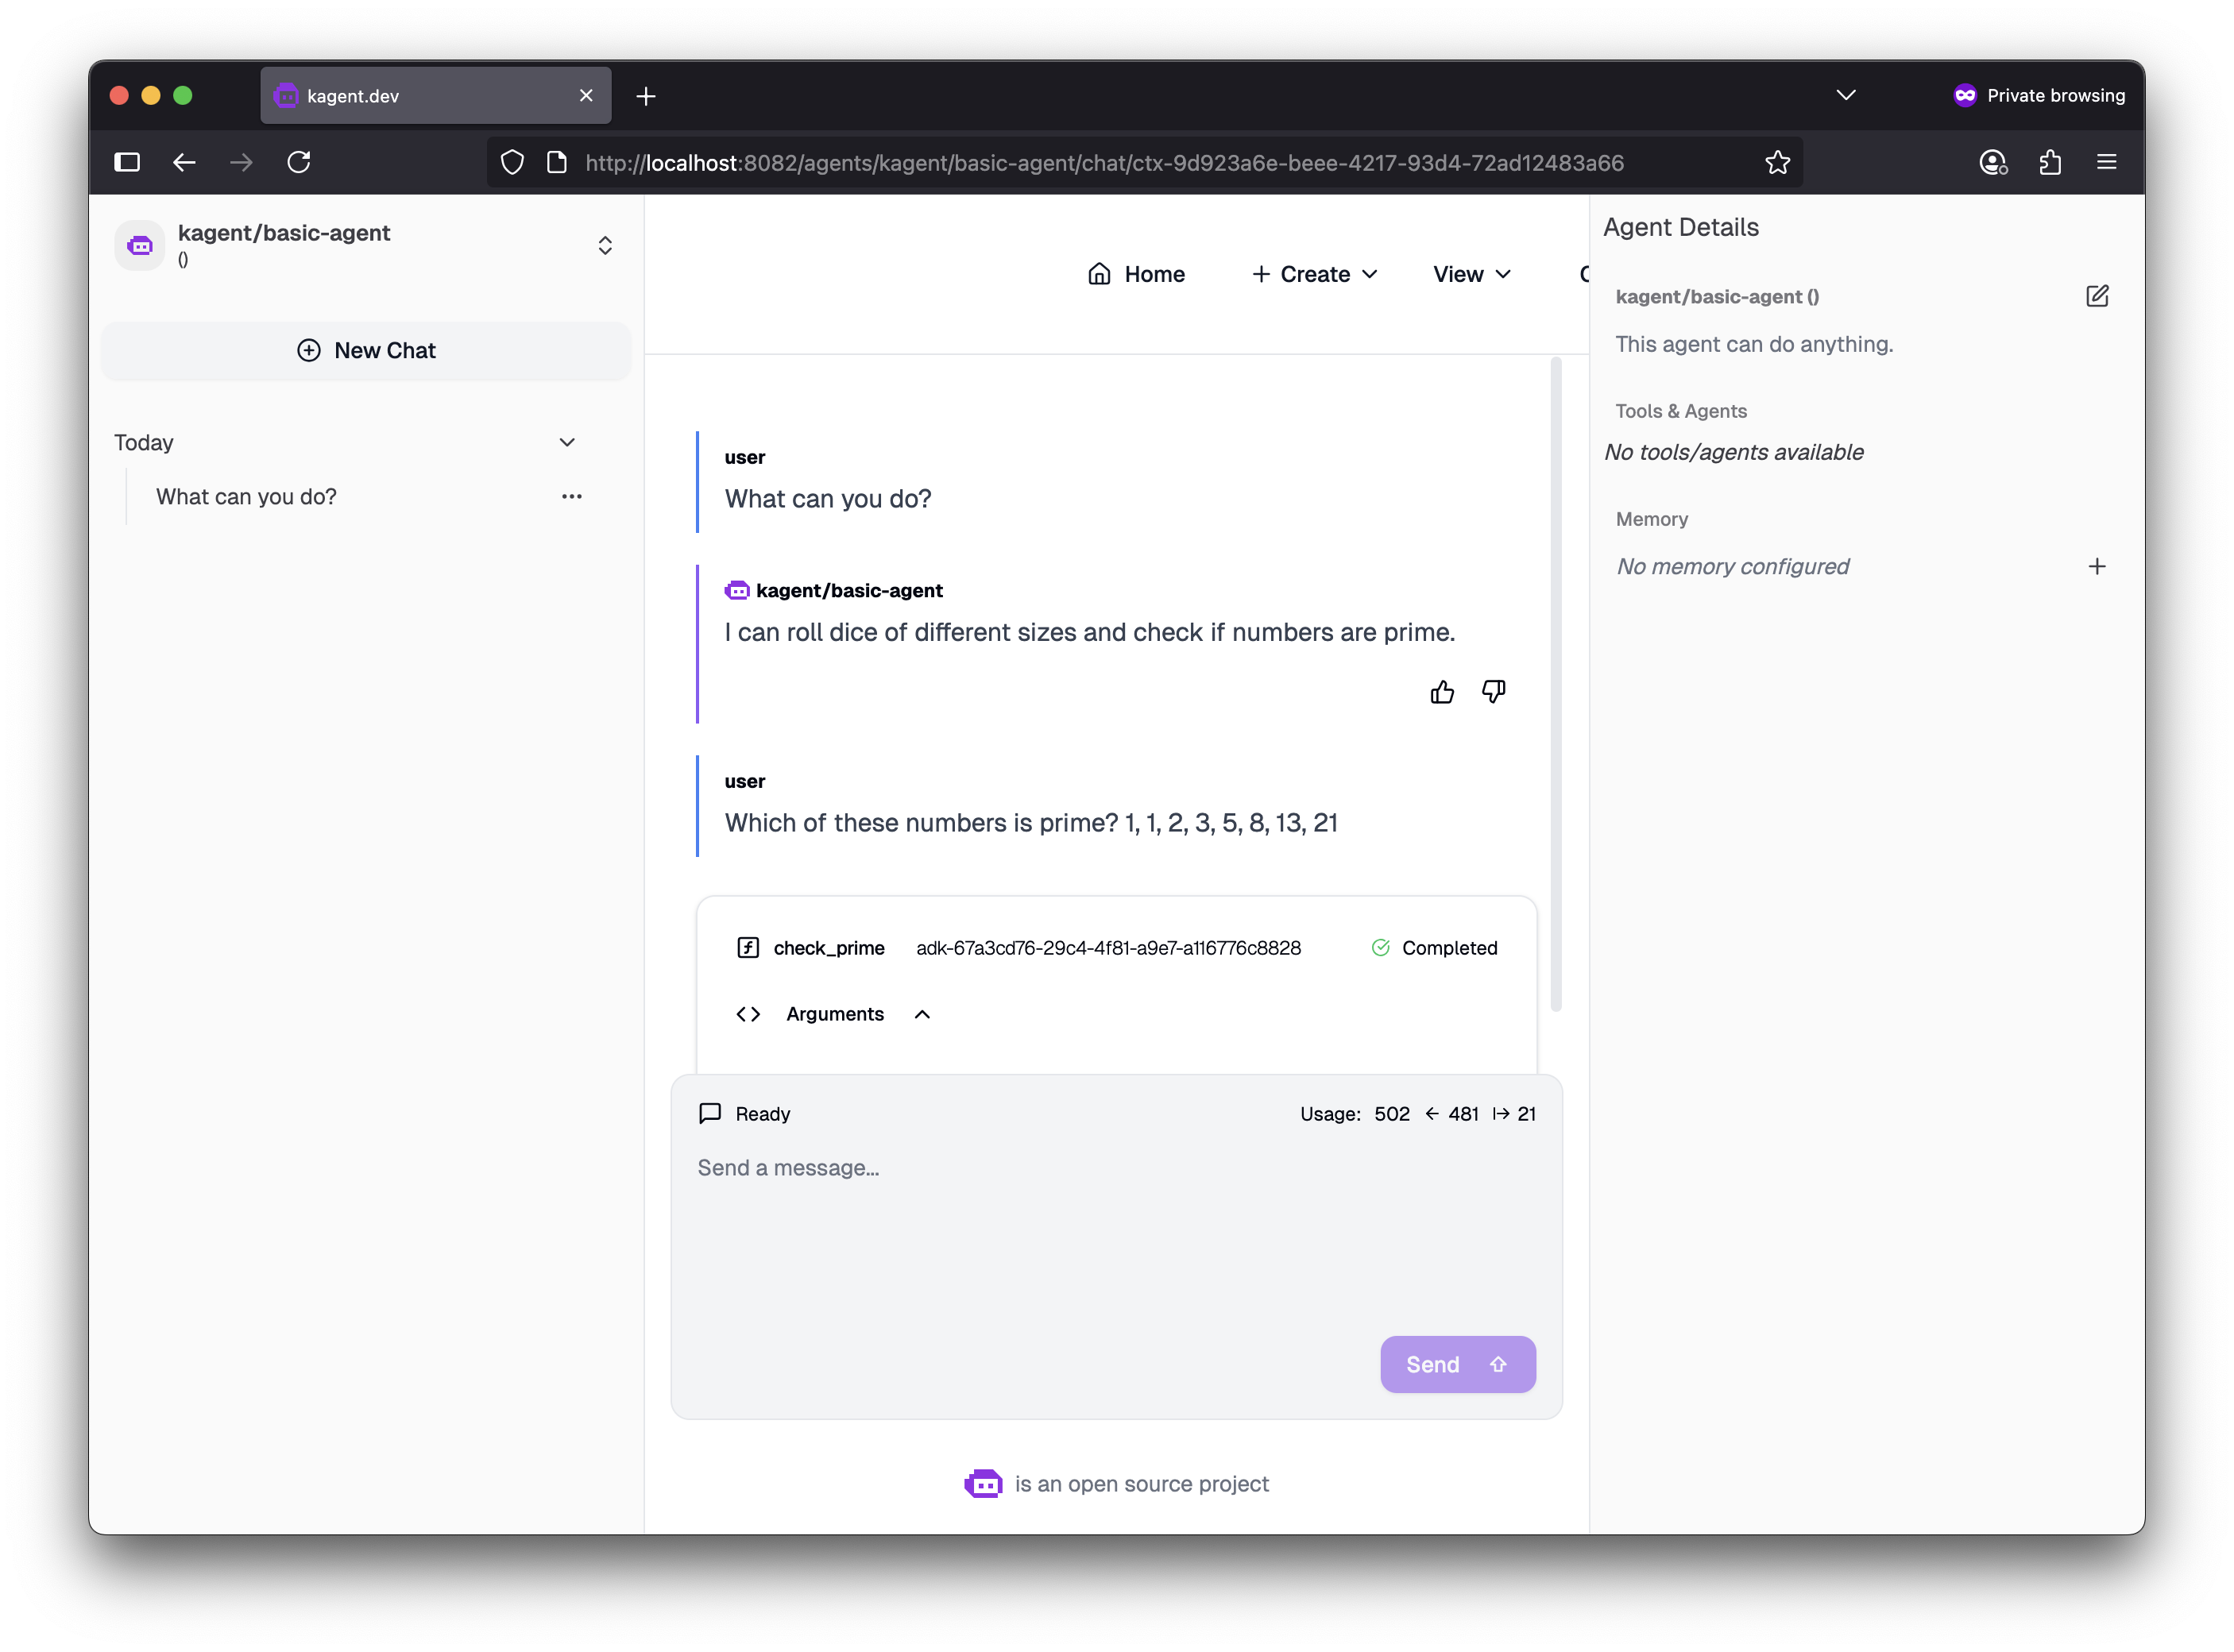 kagent.dev
Private browsing
http://localhost:8082/agents/kagent/basic-agent/chat/ctx-9d923a6e-beee-4217-93d4-72ad12483a66
kagent/basic-agent
()
New Chat
Today
What can you do?
Home
Create
View
user
What can you do?
kagent/basic-agent
I can roll dice of different sizes and check if numbers are prime.
user
Which of these numbers is prime? 1, 1, 2, 3, 5, 8, 13, 21
check_prime adk-67a3cd76-29c4-4f81-a9e7-a116776c8828 Completed
Arguments
Ready
Usage: 502 ← 481 ↦ 21
Send a message...
Send
is an open source project
Agent Details
kagent/basic-agent ()
This agent can do anything.
Tools & Agents
No tools/agents available
Memory
No memory configured